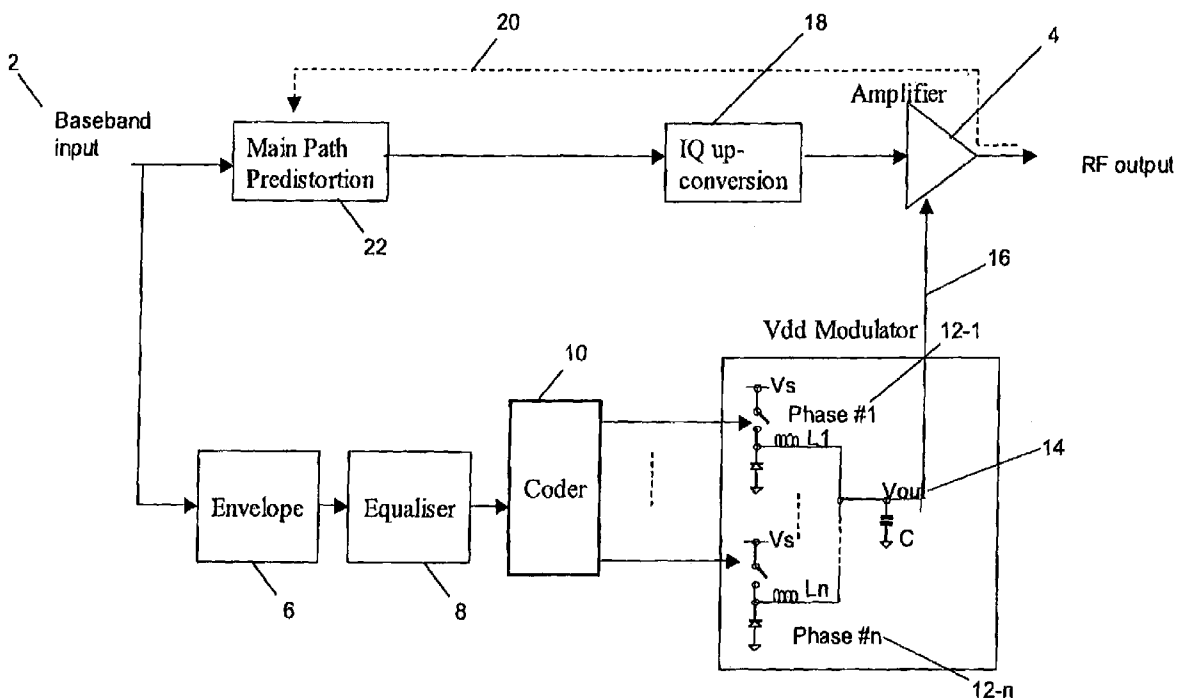 20
18
4
2
Baseband
input
Amplifier
Main Path
Predistortion
IQ up-
conversion
RF output
22
16
Vdd Modulator
12-1
10
Vs
Phase #1
L1
14
Envelope
Equaliser
Coder
Vout
C
Vs
Ln
6
8
Phase #n
12-n